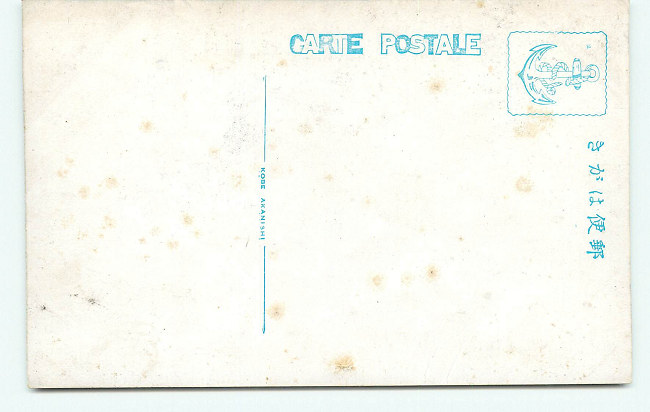 CARTE POSTALE
きがは便郵
KOBE AKANISHI